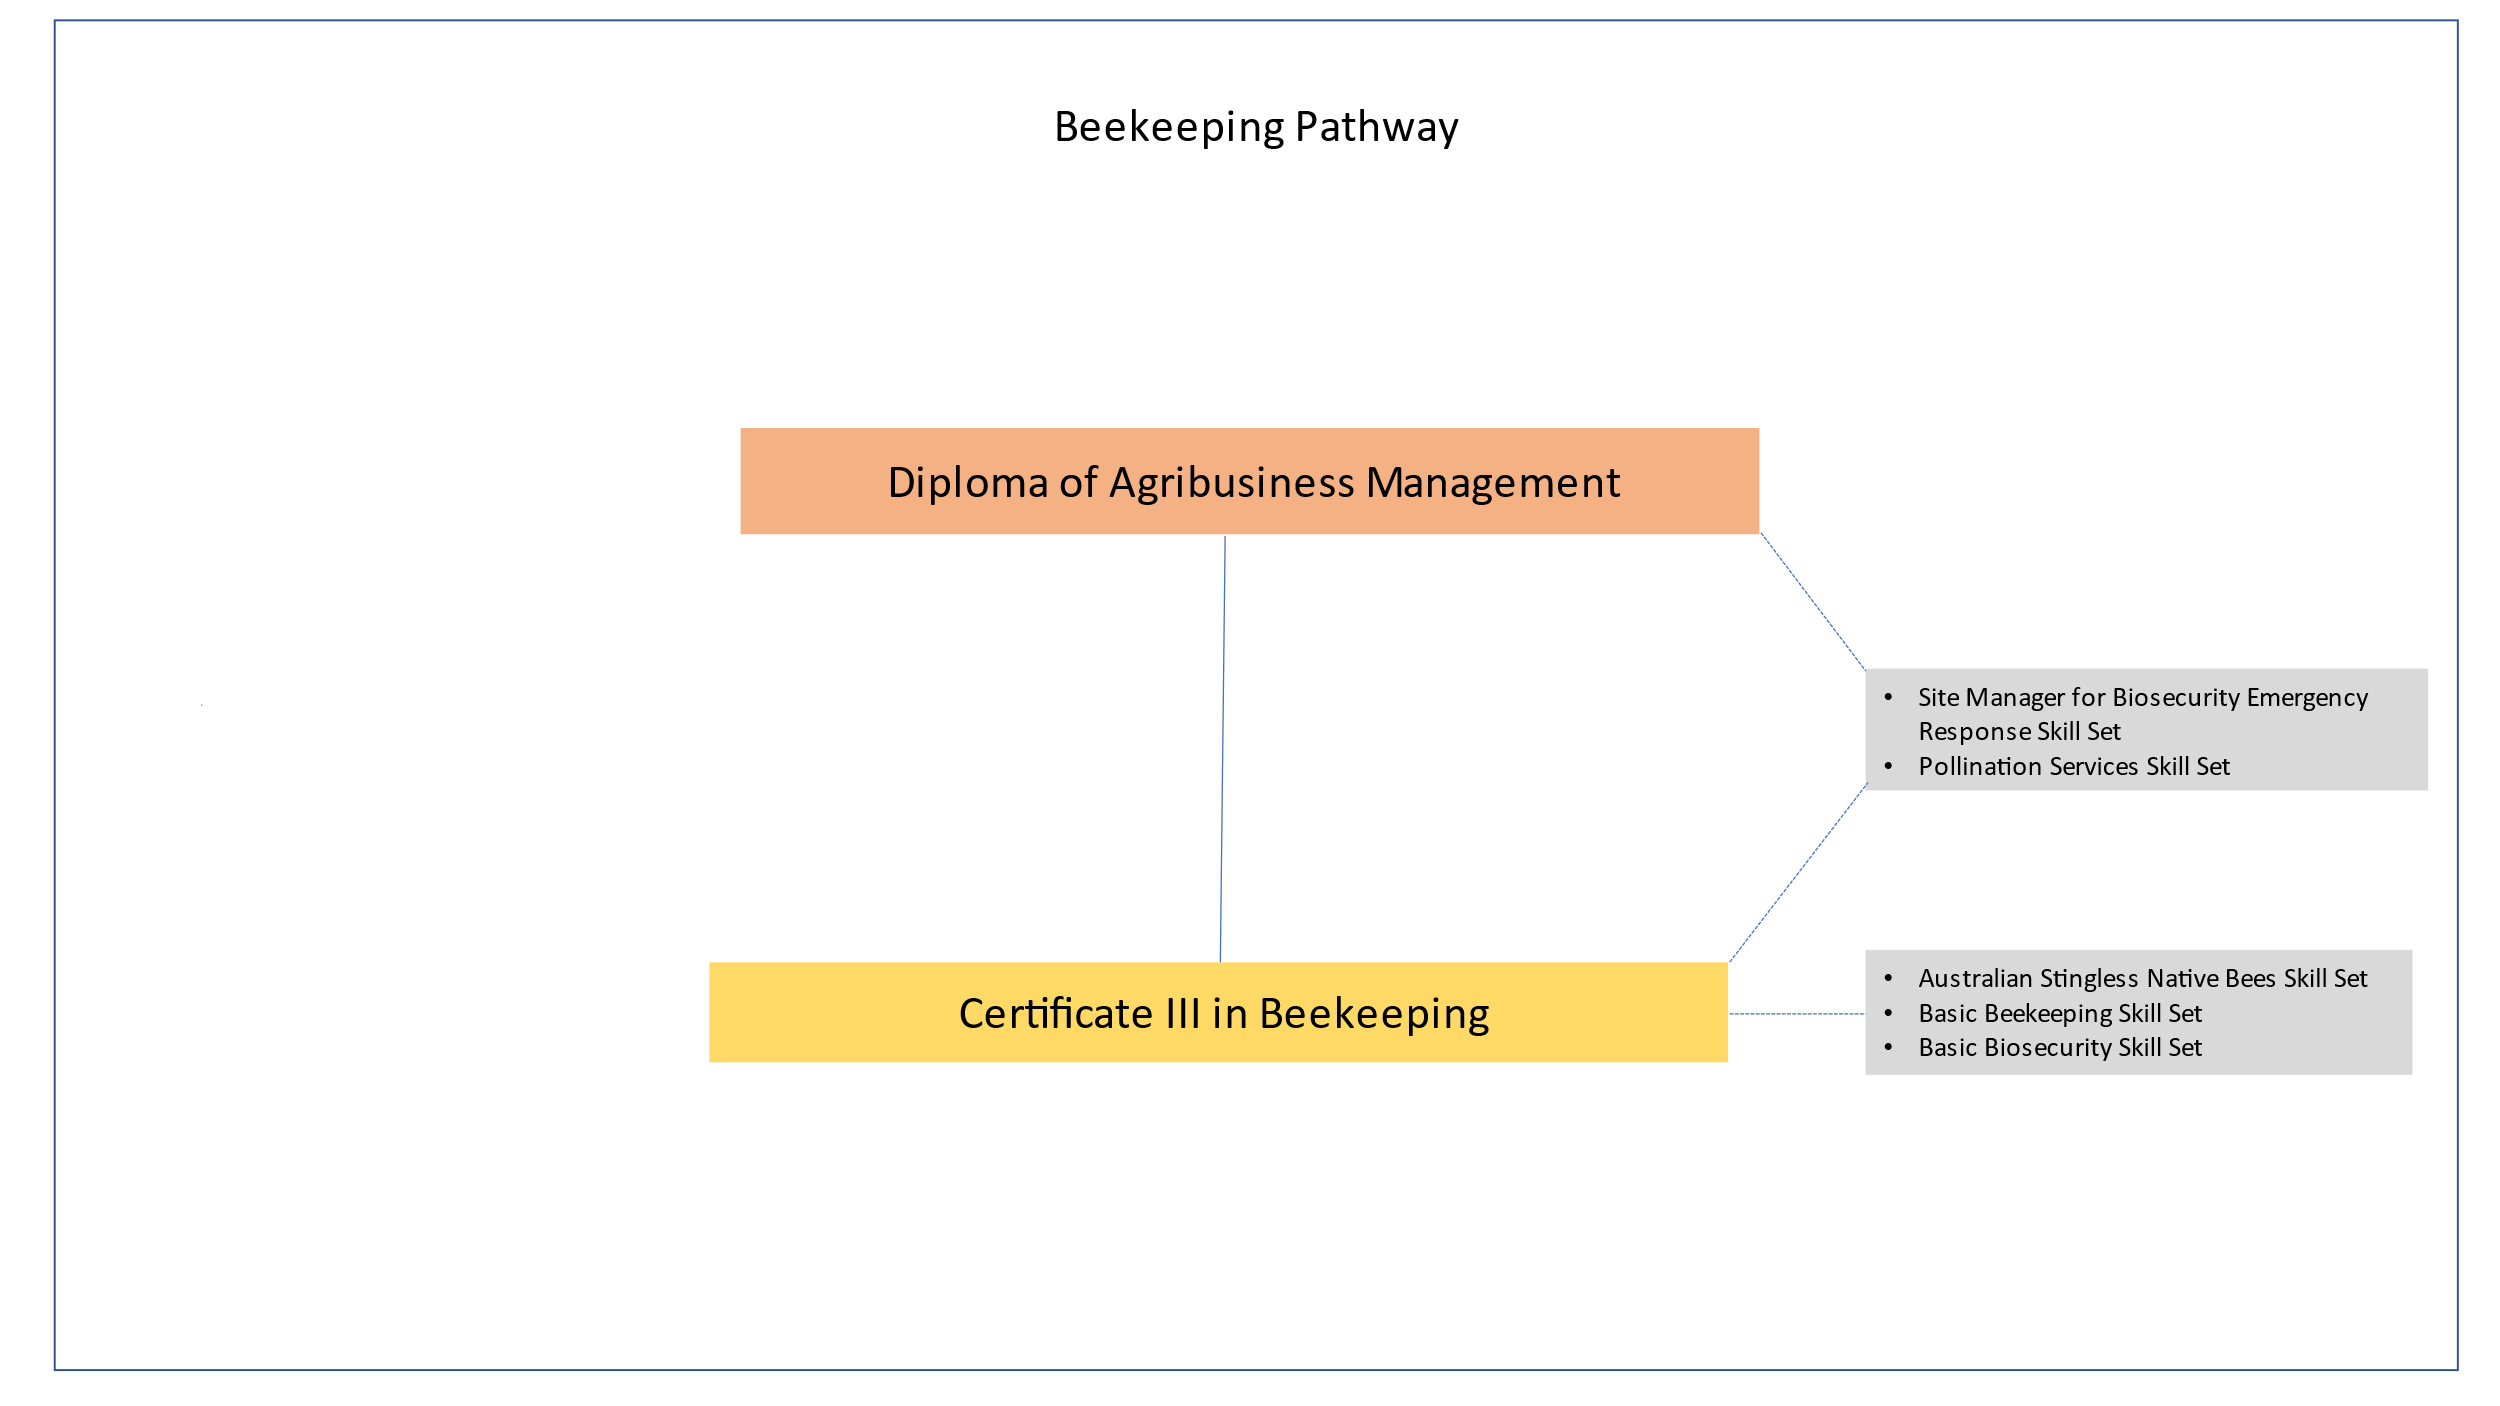 Beekeeping Pathway
Diploma of Agribusiness Management
• Site Manager for Biosecurity Emergency
Response Skill Set
• Pollination Services Skill Set
Certificate III in Beekeeping
• Australian Stingless Native Bees Skill Set
• Basic Beekeeping Skill Set
• Basic Biosecurity Skill Set